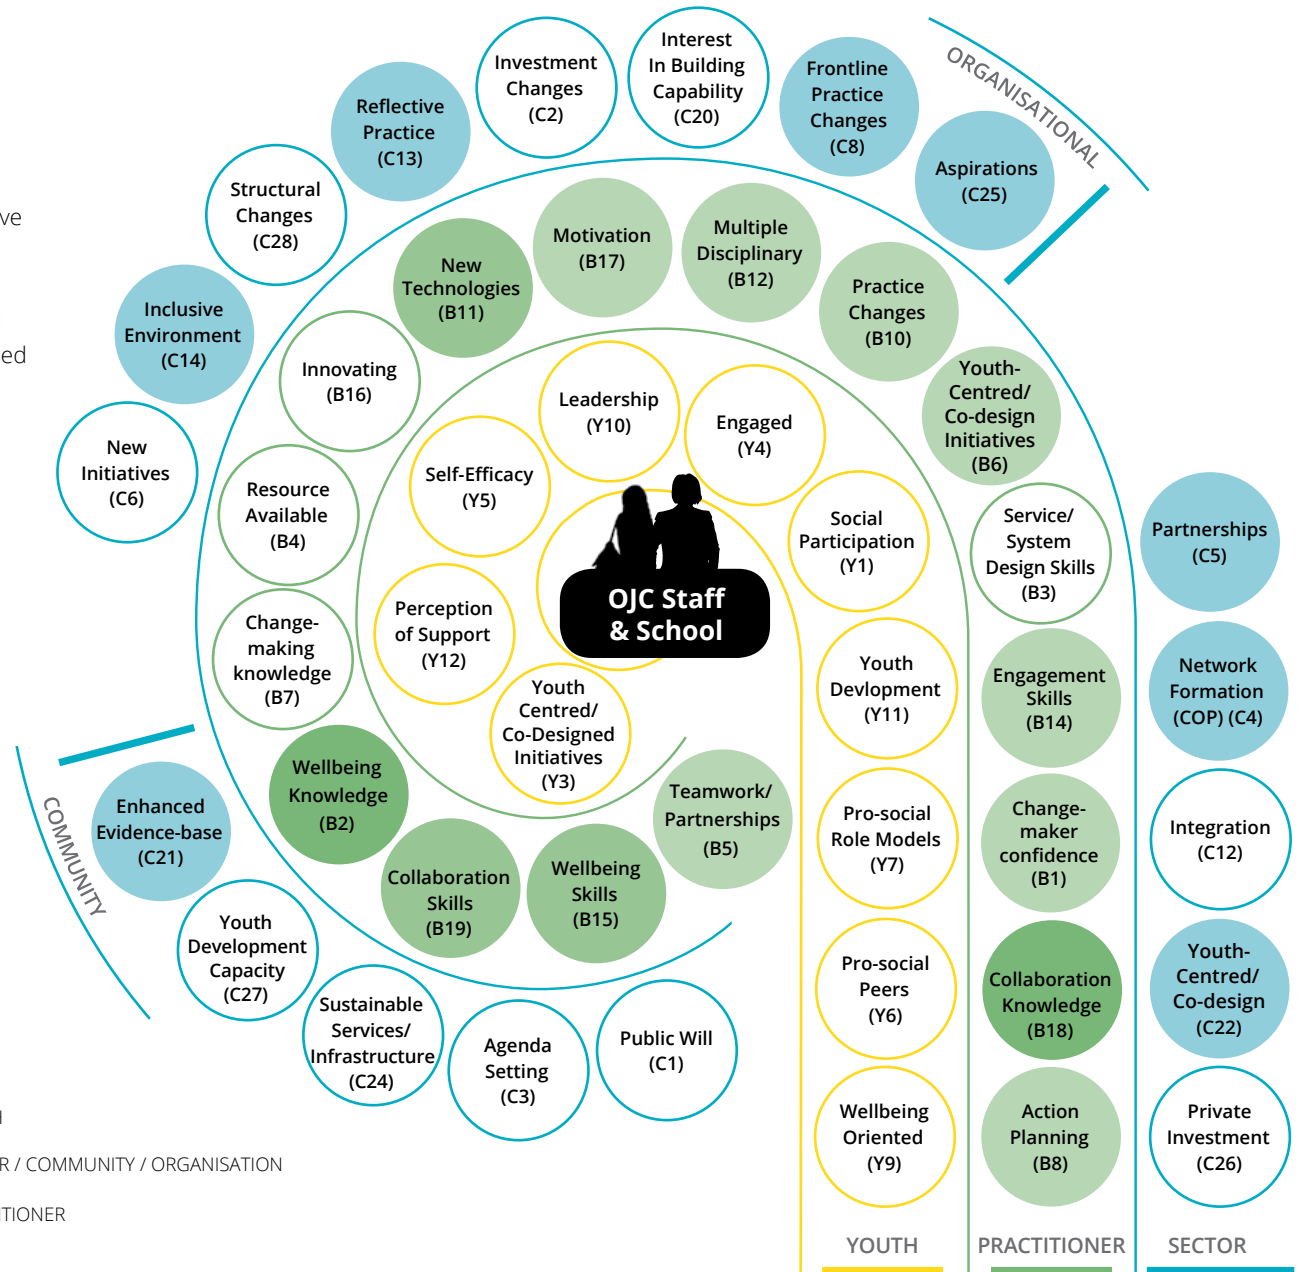 Interest
In Building
Capability
(C20)
Investment
Changes
(C2)
Frontline
Practice
Changes
(C8)
ORGANISATIONAL
Reflective
Practice
(C13)
Aspirations
(C25)
Structural
Changes
(C28)
ve
Inclusive
Environment
(C14)
ed
New
Initiatives
(C6)
Motivation
(B17)
Multiple
Disciplinary
(B12)
New
Technologies
(B11)
Practice
Changes
(B10)
Innovating
(B16)
Youth-
Centred/
Co-design
Initiatives
(B6)
Resource
Available
(B4)
Service/
System
Design Skills
(B3)
Change-
making
knowledge
(B7)
Leadership
(Y10)
Engaged
(Y4)
Self-Efficacy
(Y5)
Social
Participation
(Y1)
Perception
of Support
(Y12)
OJC Staff
& School
Youth
Centred/
Co-Designed
Initiatives
(Y3)
Youth
Devlopment
(Y11)
Engagement
Skills
(B14)
Partnerships
(C5)
Network
Formation
(COP) (C4)
COMMUNITY
Enhanced
Evidence-base
(C21)
Wellbeing
Knowledge
(B2)
Collaboration
Skills
(B19)
Wellbeing
Skills
(B15)
Teamwork/
Partnerships
(B5)
Pro-social
Role Models
(Y7)
Change-
maker
confidence
(B1)
Integration
(C12)
Youth
Development
Capacity
(C27)
Sustainable
Services/
Infrastructure
(C24)
Agenda
Setting
(C3)
Public Will
(C1)
Pro-social
Peers
(Y6)
Collaboration
Knowledge
(B18)
Youth-
Centred/
Co-design
(C22)
Wellbeing
Oriented
(Y9)
Action
Planning
(B8)
Private
Investment
(C26)
R / COMMUNITY / ORGANISATION
TIONER
YOUTH
PRACTITIONER
SECTOR